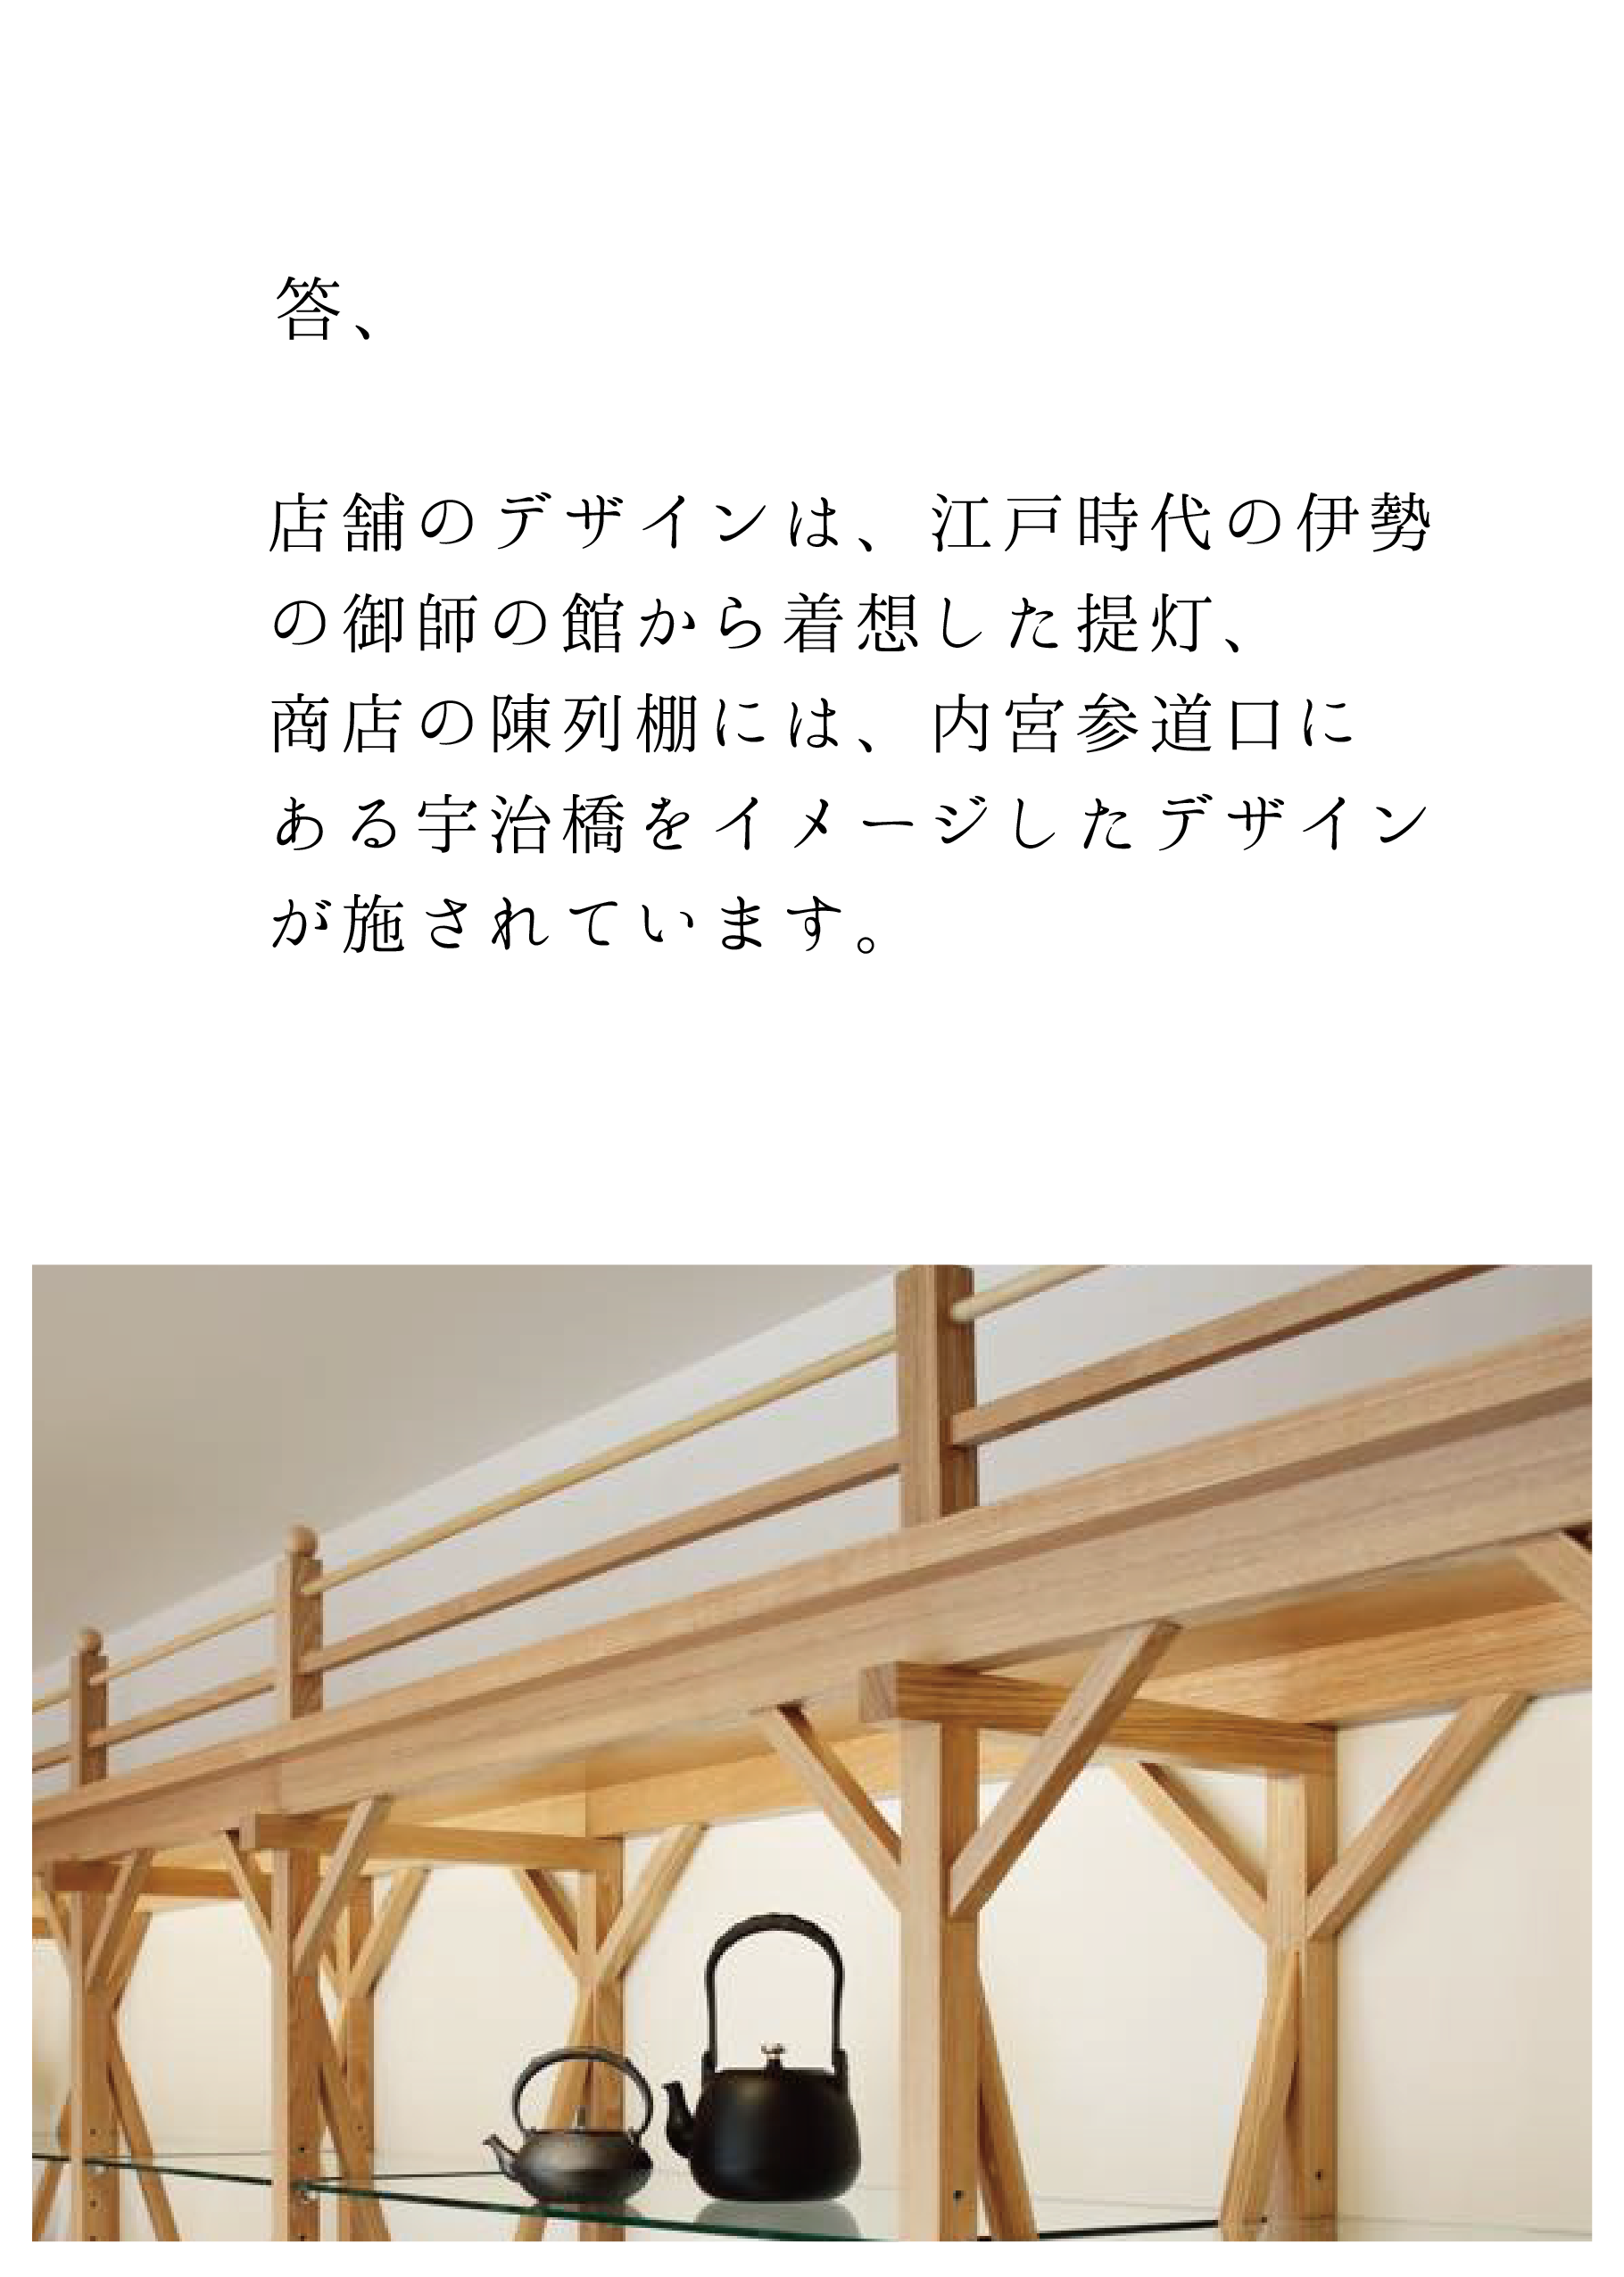 答、
店舗のデザインは、江戸時代の伊勢
の御師の館から着想した提灯、
商店の陳列棚には、内宮参道口に
ある宇治橋をイメージしたデザイン
が施されています。